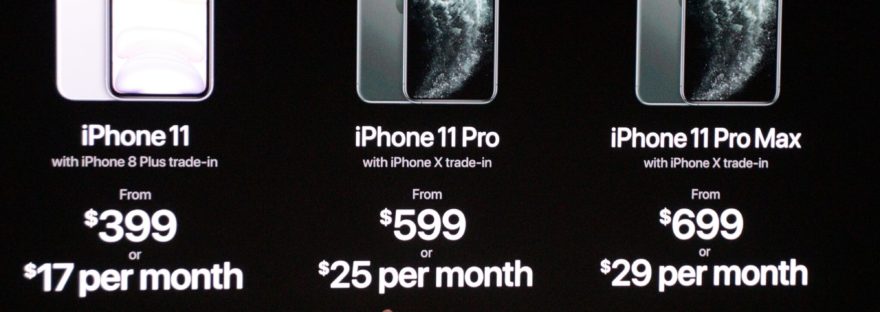 iPhone 11
with iPhone 8 Plus trade-in
From
$399
or
$17 per month
iPhone 11 Pro
with iPhone X trade-in
From
$599
or
$25 per month
iPhone 11 Pro Max
with iPhone X trade-in
From
$699
or
$29 per month